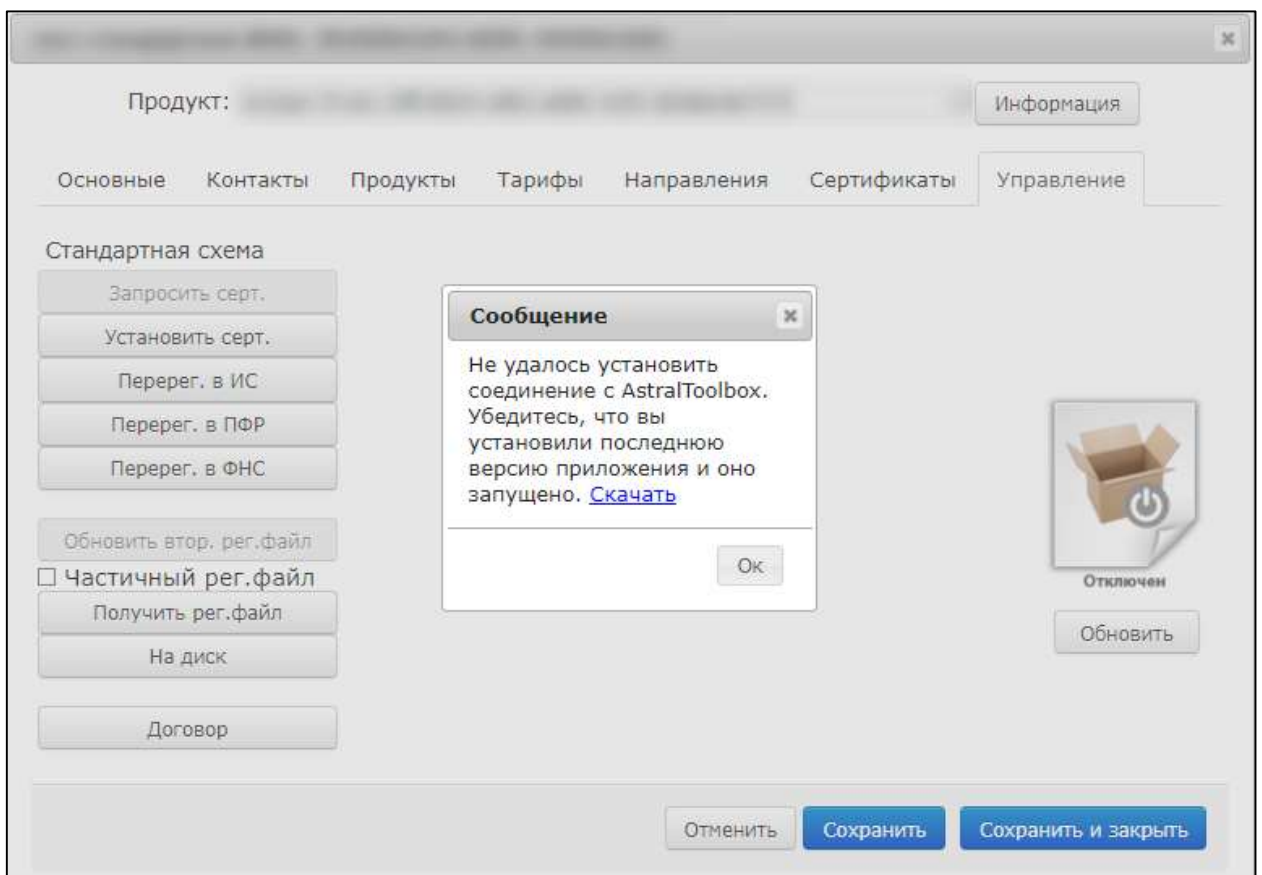 Продукт:
Информация
Основные Контакты Продукты Тарифы Направления Сертификаты Управление
Стандартная схема
Запросить серт.
Установить серт.
Перерег. в ИС
Перерег. в ПФР
Перерег. в ФНС
Обновить втор. рег.файл
Частичный рег.файл
Получить рег.файл
На диск
Договор
Сообщение
Не удалось установить
соединение с AstralToolbox.
Убедитесь, что вы
установили последнюю
версию приложения и оно
запущено. Скачать
Ок
Отключен
Обновить
Отменить Сохранить Сохранить и закрыть